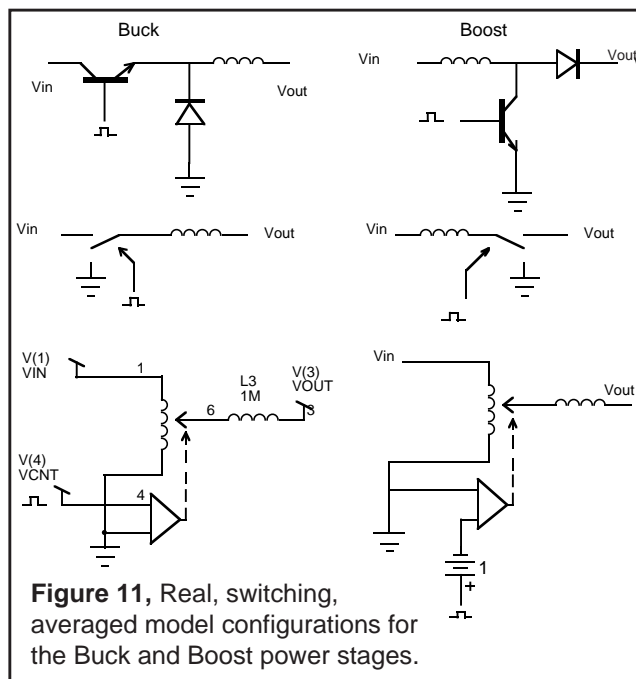 Buck
Boost
Vin
Vout
Vin
Vout
Vin
Vout
Vin
Vout
V(1)
VIN
1
L3
1M
V(3)
VOUT
6
3
V(4)
VCNT
4
Vin
Vout
1
+
Figure 11, Real, switching,
averaged model configurations for
the Buck and Boost power stages.